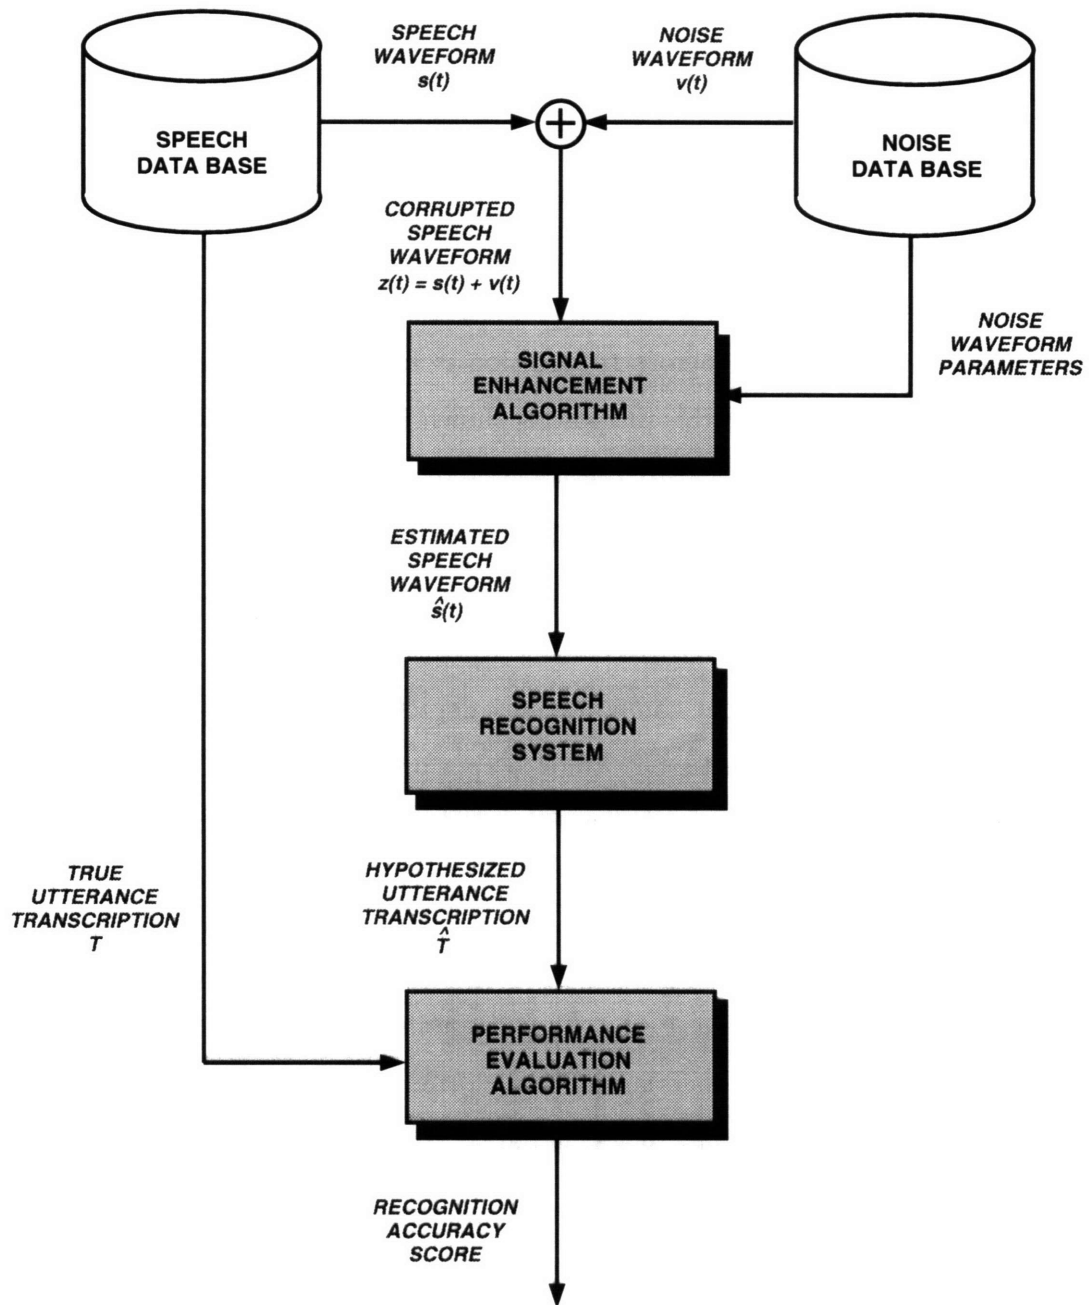 SPEECH
WAVEFORM
s(t)
NOISE
WAVEFORM
v(t)
SPEECH
DATA BASE
+
NOISE
DATA BASE
CORRUPTED
SPEECH
WAVEFORM
z(t) = s(t) + v(t)
NOISE
WAVEFORM
PARAMETERS
SIGNAL
ENHANCEMENT
ALGORITHM
ESTIMATED
SPEECH
WAVEFORM
ŝ(t)
SPEECH
RECOGNITION
SYSTEM
TRUE
UTTERANCE
TRANSCRIPTION
T
HYPOTHESIZED
UTTERANCE
TRANSCRIPTION
T̂
PERFORMANCE
EVALUATION
ALGORITHM
RECOGNITION
ACCURACY
SCORE